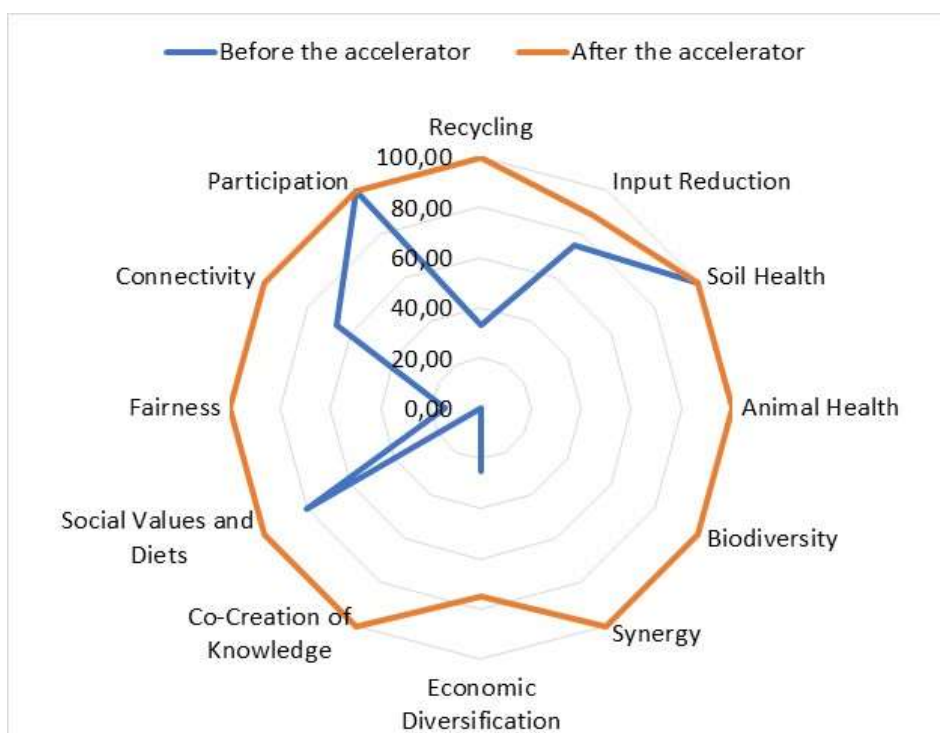 Before the accelerator
After the accelerator
Recycling
100,00
Participation
Input Reduction
80,00
60,00
Connectivity
Soil Health
40,00
20,00
Fairness
0,00
Animal Health
Social Values and
Diets
Biodiversity
Co-Creation of
Knowledge
Synergy
Economic
Diversification